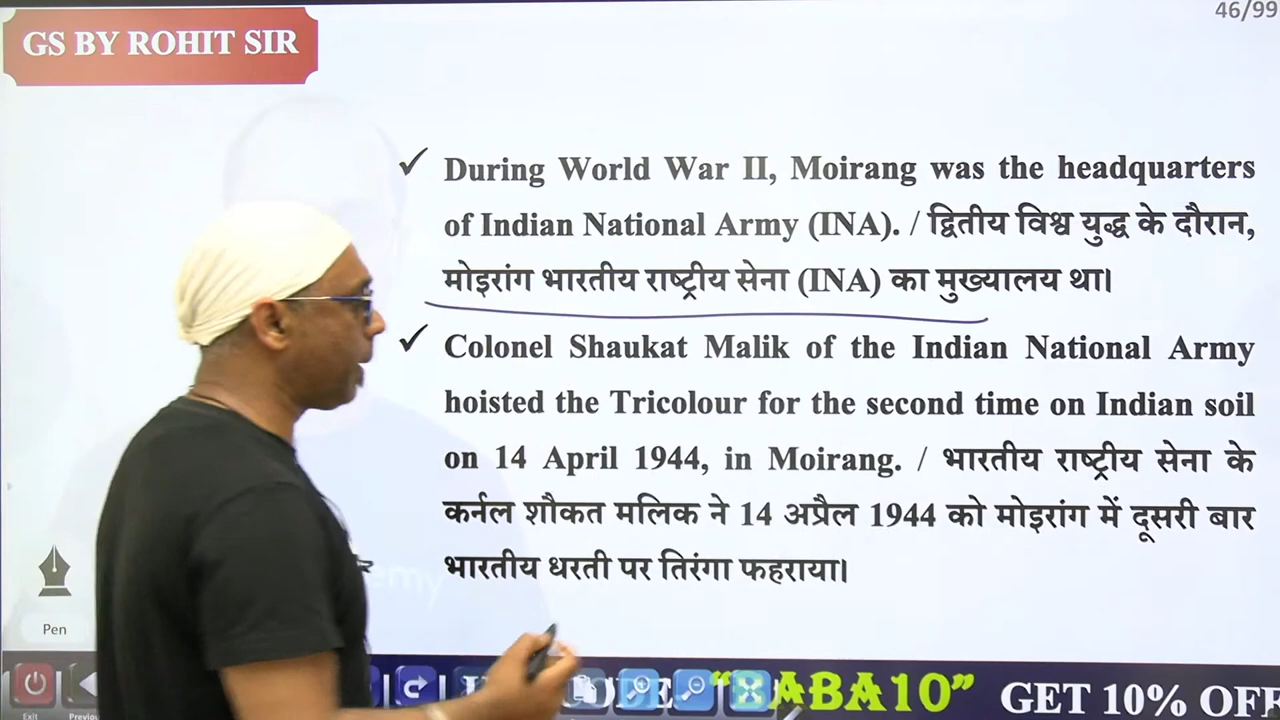 46/99
GS BY ROHIT SIR
✓ During World War II, Moirang was the headquarters
of Indian National Army (INA). / द्वितीय विश्व युद्ध के दौरान,
मोइरांग भारतीय राष्ट्रीय सेना (INA) का मुख्यालय था।
✓ Colonel Shaukat Malik of the Indian National Army
hoisted the Tricolour for the second time on Indian soil
on 14 April 1944, in Moirang. / भारतीय राष्ट्रीय सेना के
कर्नल शौकत मलिक ने 14 अप्रैल 1944 को मोइरांग में दूसरी बार
भारतीय धरती पर तिरंगा फहराया।
Pen
"BABA10" GET 10% OFF
Exit